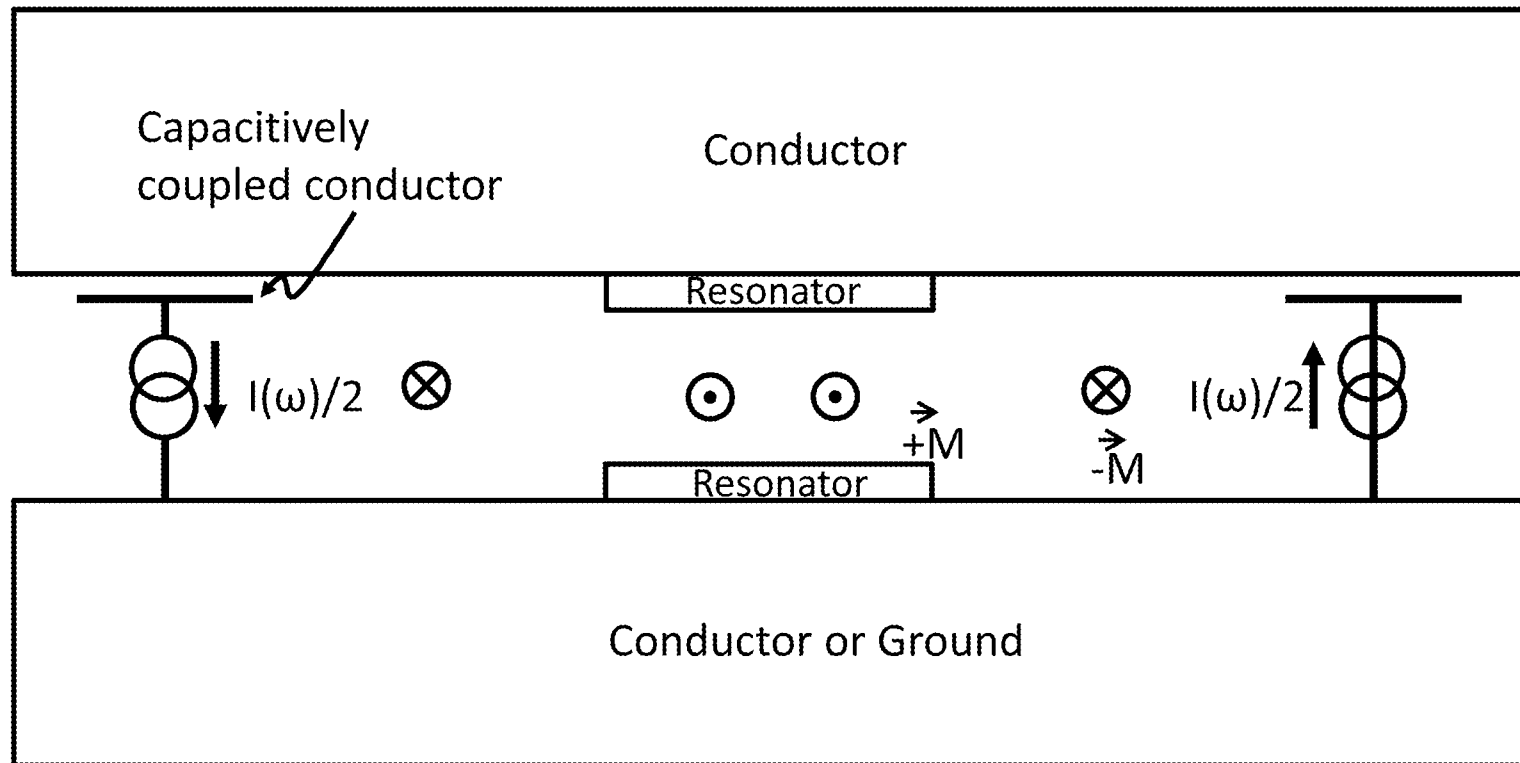 Capacitively
coupled conductor
Conductor
Resonator
I(ω)/2
I(ω)/2
+M
-M
Resonator
Conductor or Ground